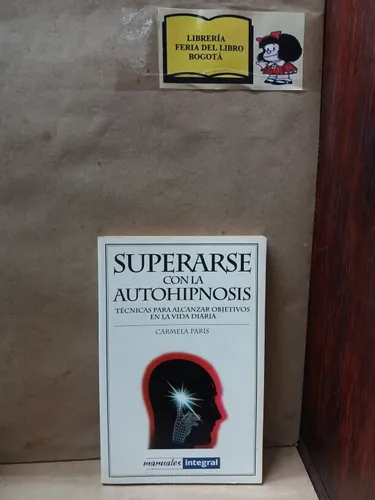 LIBRERÍA
FERIA DEL LIBRO
BOGOTÁ
SUPERARSE
CON LA
AUTOHIPNOSIS
TÉCNICAS PARA ALCANZAR OBJETIVOS
EN LA VIDA DIARIA
CARMELA PARIS
manuales integral